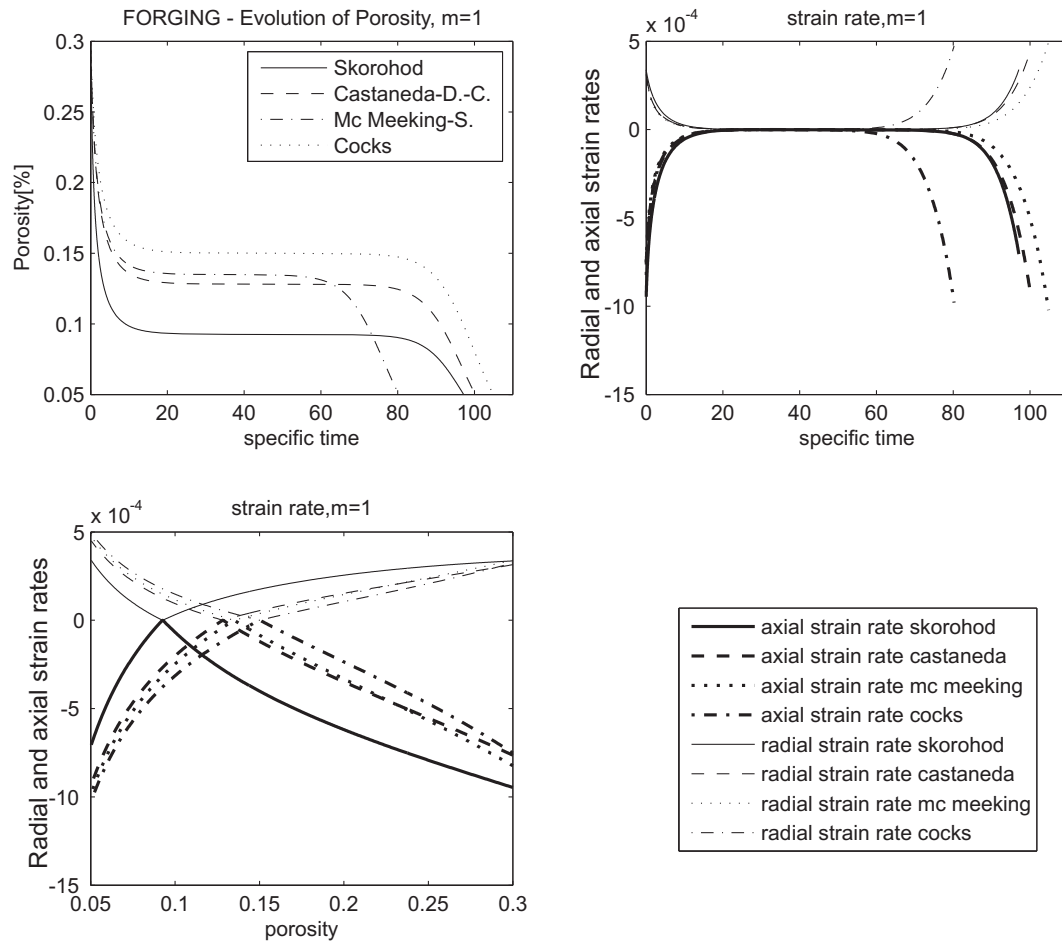 FORGING - Evolution of Porosity, m=1
0.3
0.25
0.2
0.15
0.1
0.05
Porosity[%]
Skorohod
Castaneda-D.-C.
Mc Meeking-S.
Cocks
0 20 40 60 80 100
specific time
x 10-4
strain rate,m=1
5
0
-5
-10
-15
Radial and axial strain rates
0 20 40 60 80 100
specific time
x 10-4
strain rate,m=1
5
0
-5
-10
-15
Radial and axial strain rates
0.05 0.1 0.15 0.2 0.25 0.3
porosity
axial strain rate skorohod
axial strain rate castaneda
axial strain rate mc meeking
axial strain rate cocks
radial strain rate skorohod
radial strain rate castaneda
radial strain rate mc meeking
radial strain rate cocks